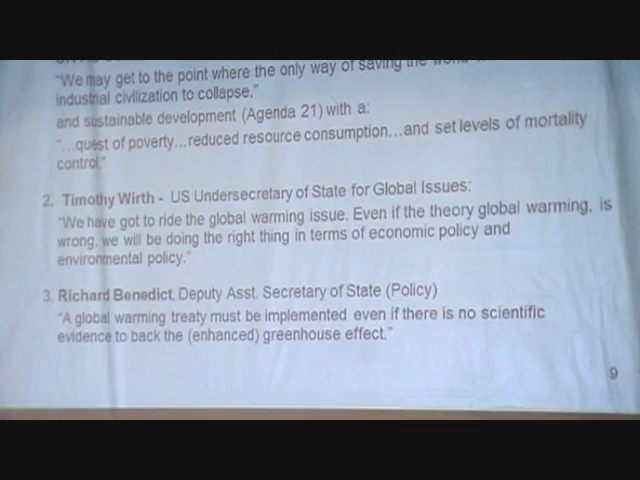 "We may get to the point where the only way of saving the world
industrial civilization to collapse."
and sustainable development (Agenda 21) with a:
"...quest of poverty...reduced resource consumption...and set levels of mortality
control."
2. Timothy Wirth - US Undersecretary of State for Global Issues:
"We have got to ride the global warming issue. Even if the theory global warming, is
wrong, we will be doing the right thing in terms of economic policy and
environmental policy."
3. Richard Benedict, Deputy Asst. Secretary of State (Policy)
"A global warming treaty must be implemented even if there is no scientific
evidence to back the (enhanced) greenhouse effect."
9